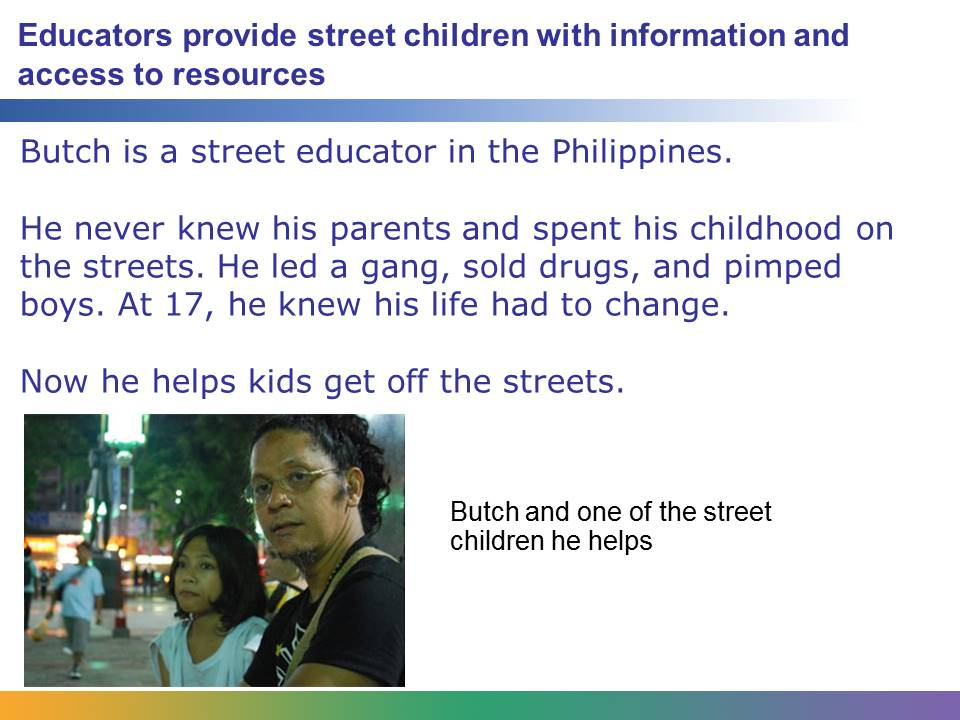 Educators provide street children with information and
access to resources
Butch is a street educator in the Philippines.
He never knew his parents and spent his childhood on
the streets. He led a gang, sold drugs, and pimped
boys. At 17, he knew his life had to change.
Now he helps kids get off the streets.
Butch and one of the street
children he helps